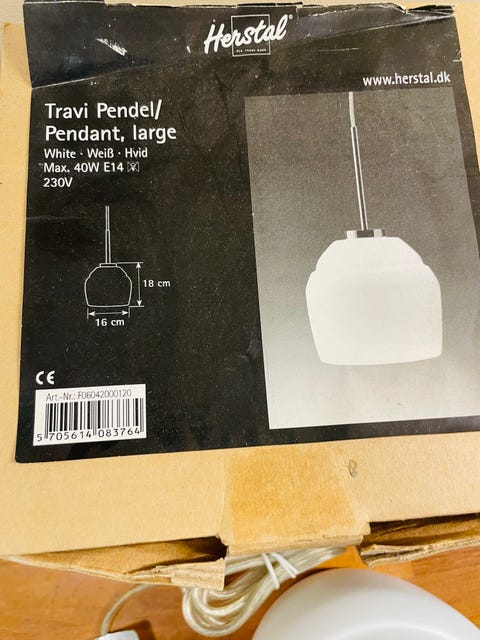 Herstal
www.herstal.dk
Travi Pendel/
Pendant, large
White · Weiß · Hvid
Max. 40W E14
230V
18 cm
16 cm
CE
Art.-Nr.: F06042000120
5 705614 083764